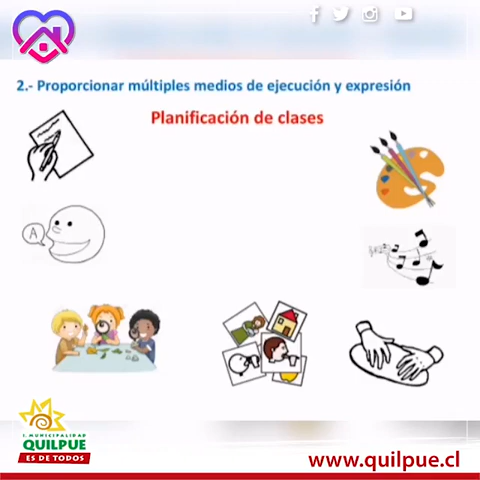 2.- Proporcionar múltiples medios de ejecución y expresión
Planificación de clases
A
I. MUNICIPALIDAD
QUILPUE
ES DE TODOS
www.quilpue.cl